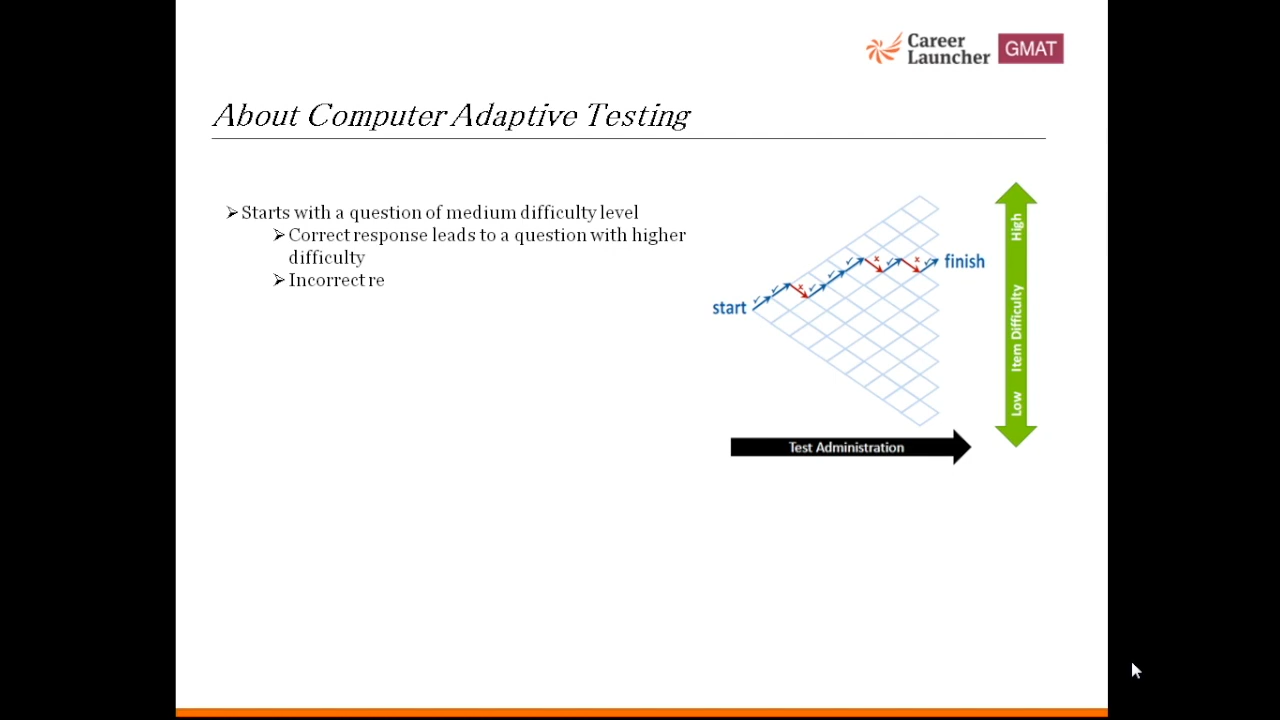 Career
Launcher
GMAT
About Computer Adaptive Testing
Starts with a question of medium difficulty level
Correct response leads to a question with higher
difficulty
Incorrect re
start
finish
High
Item Difficulty
Low
Test Administration